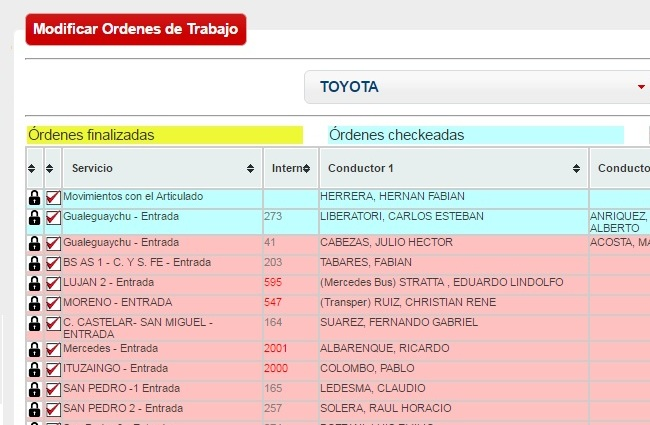 Modificar Ordenes de Trabajo
TOYOTA
Órdenes finalizadas Órdenes checkeadas
Servicio Intern Conductor 1 Conducto
Movimientos con el Articulado HERRERA, HERNAN FABIAN
Gualeguaychu - Entrada 273 LIBERATORI, CARLOS ESTEBAN ANRIQUEZ,
ALBERTO
Gualeguaychu - Entrada 41 CABEZAS, JULIO HECTOR ACOSTA, MA
BS AS 1 - C. Y S. FE - Entrada 203 TABARES, FABIAN
LUJAN 2 - Entrada 595 (Mercedes Bus) STRATTA , EDUARDO LINDOLFO
MORENO - ENTRADA 547 (Transper) RUIZ, CHRISTIAN RENE
C. CASTELAR- SAN MIGUEL - 164 SUAREZ, FERNANDO GABRIEL
ENTRADA
Mercedes - Entrada 2001 ALBARENQUE, RICARDO
ITUZAINGO - Entrada 2000 COLOMBO, PABLO
SAN PEDRO -1 Entrada 165 LEDESMA, CLAUDIO
SAN PEDRO 2 - Entrada 257 SOLERA, RAUL HORACIO